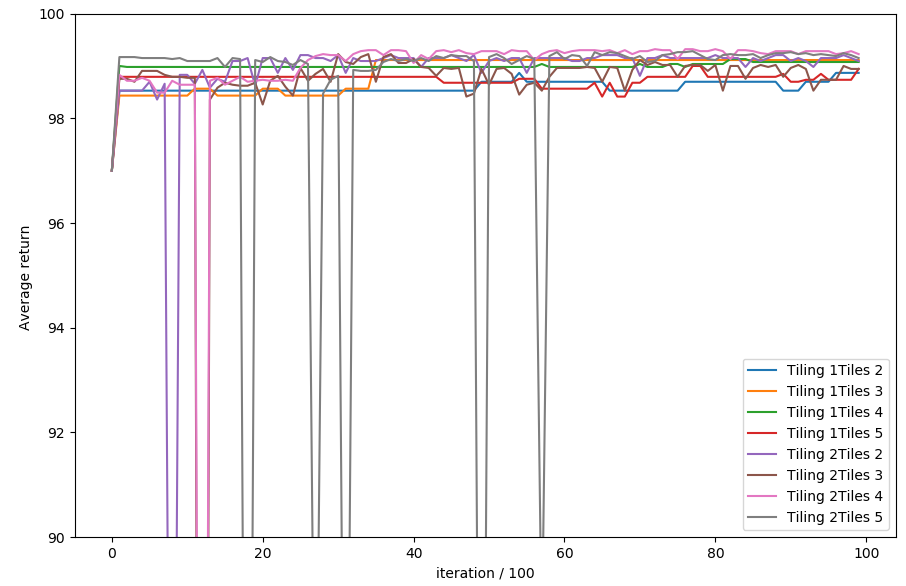 100
98
96
94
92
90
Average return
0
20
40
60
80
100
iteration / 100
Tiling 1Tiles 2
Tiling 1Tiles 3
Tiling 1Tiles 4
Tiling 1Tiles 5
Tiling 2Tiles 2
Tiling 2Tiles 3
Tiling 2Tiles 4
Tiling 2Tiles 5